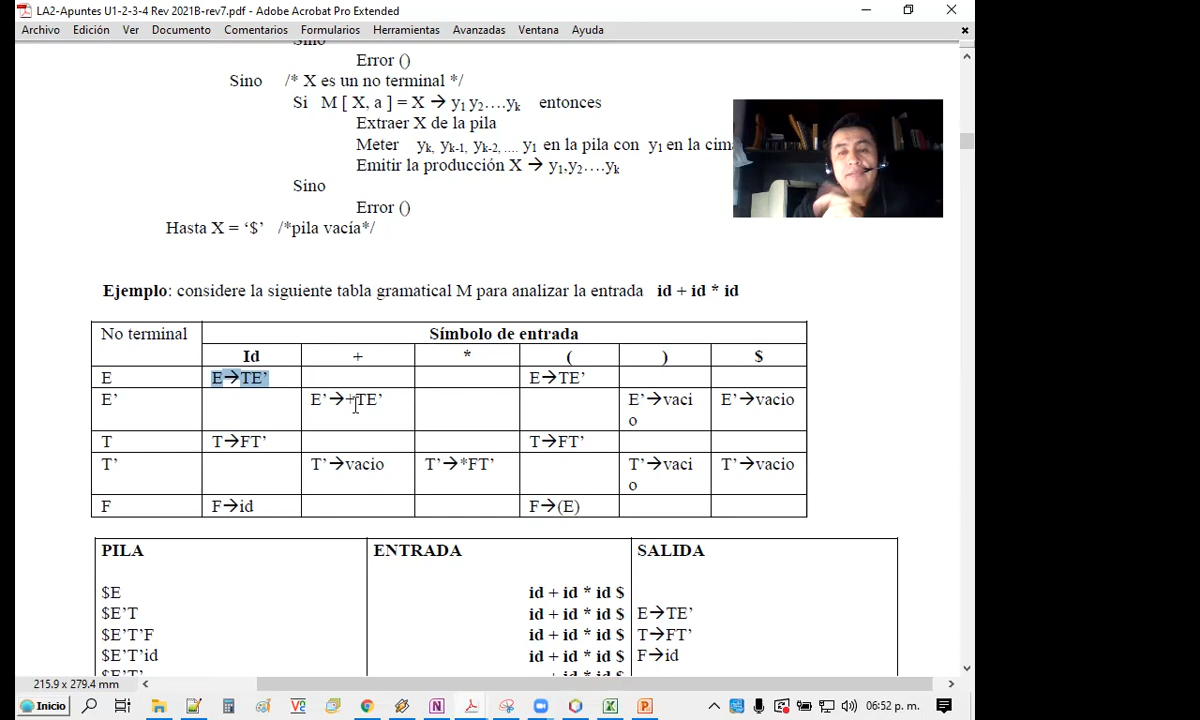 LA2-Apuntes U1-2-3-4 Rev 2021B-rev7.pdf - Adobe Acrobat Pro Extended
Archivo Edición Ver Documento Comentarios Formularios Herramientas Avanzadas Ventana Ayuda
Sino
Error ()
Sino /* X es un no terminal */
Si M [ X, a ] = X → y1 y2….yk entonces
Extraer X de la pila
Meter yk, yk-1, yk-2, .... y1 en la pila con y1 en la cima
Emitir la producción X → y1,y2….yk
Sino
Error ()
Hasta X = ‘$’ /*pila vacía*/
Ejemplo: considere la siguiente tabla gramatical M para analizar la entrada id + id * id
No terminal Símbolo de entrada
Id + * ( ) $
E E→TE’ E→TE’
E’ E’→+TE’ E’→vaci E’→vacio
o
T T→FT’ T→FT’
T’ T’→vacio T’→*FT’ T’→vaci T’→vacio
o
F F→id F→(E)
PILA ENTRADA SALIDA
$E id + id * id $
$E’T id + id * id $ E→TE’
$E’T’F id + id * id $ T→FT’
$E’T’id id + id * id $ F→id
$E’T’
215.9 x 279.4 mm
Inicio 06:52 p. m.